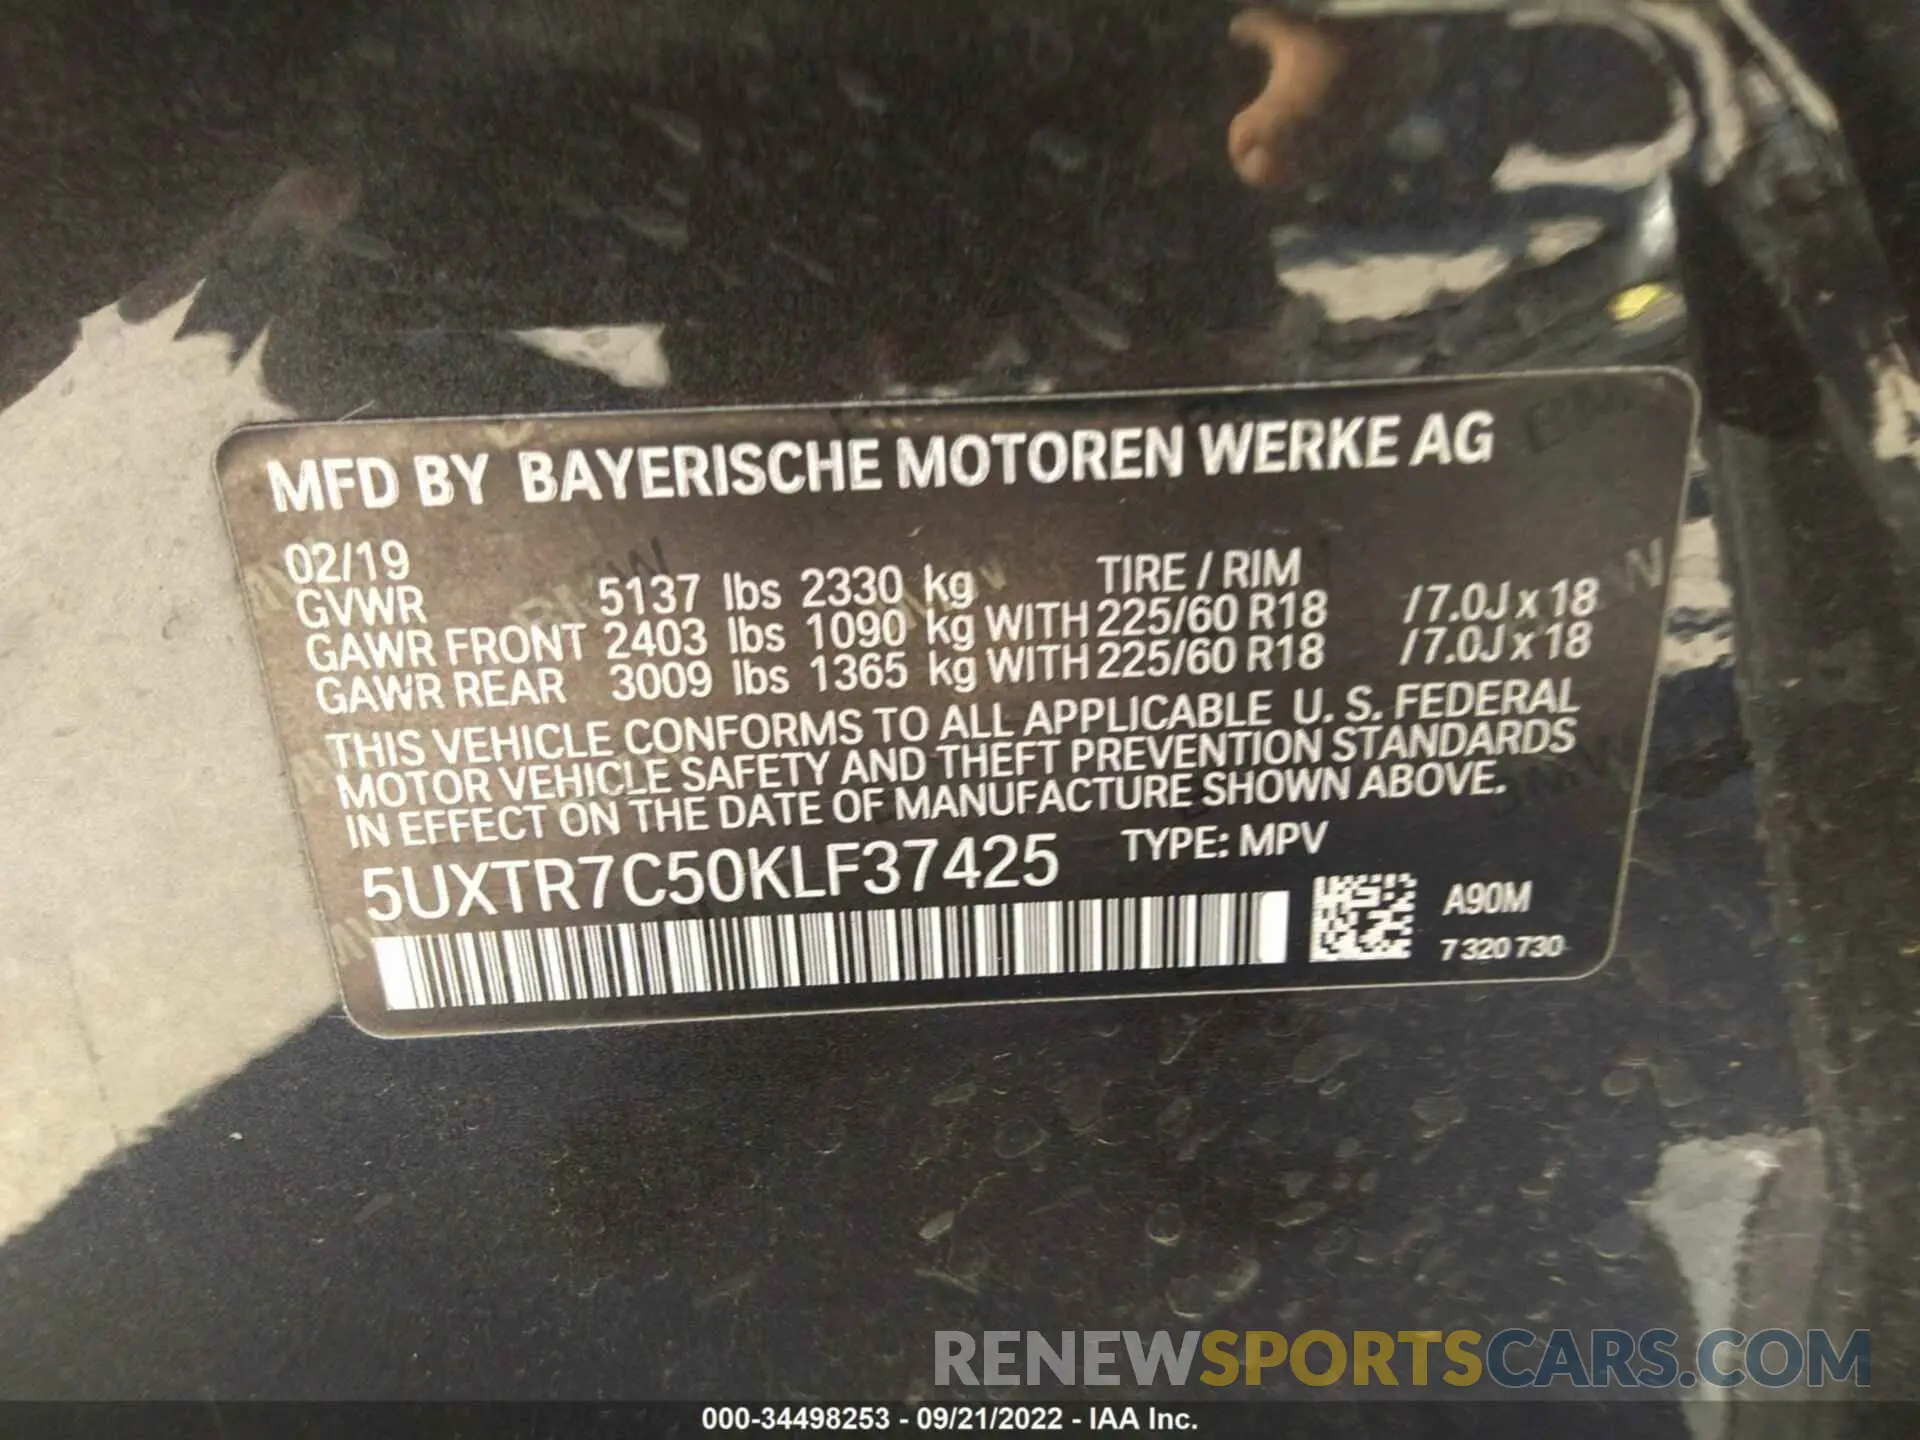 MFD BY BAYERISCHE MOTOREN WERKE AG
02/19
GVWR 5137 lbs 2330 kg TIRE / RIM
GAWR FRONT 2403 lbs 1090 kg WITH 225/60 R18 /7.0J x 18
GAWR REAR 3009 lbs 1365 kg WITH 225/60 R18 /7.0J x 18
THIS VEHICLE CONFORMS TO ALL APPLICABLE U. S. FEDERAL
MOTOR VEHICLE SAFETY AND THEFT PREVENTION STANDARDS
IN EFFECT ON THE DATE OF MANUFACTURE SHOWN ABOVE.
5UXTR7C50KLF37425 TYPE: MPV
A90M
7 320 730
RENEWSPORTSCARS.COM
000-34498253 - 09/21/2022 - IAA Inc.